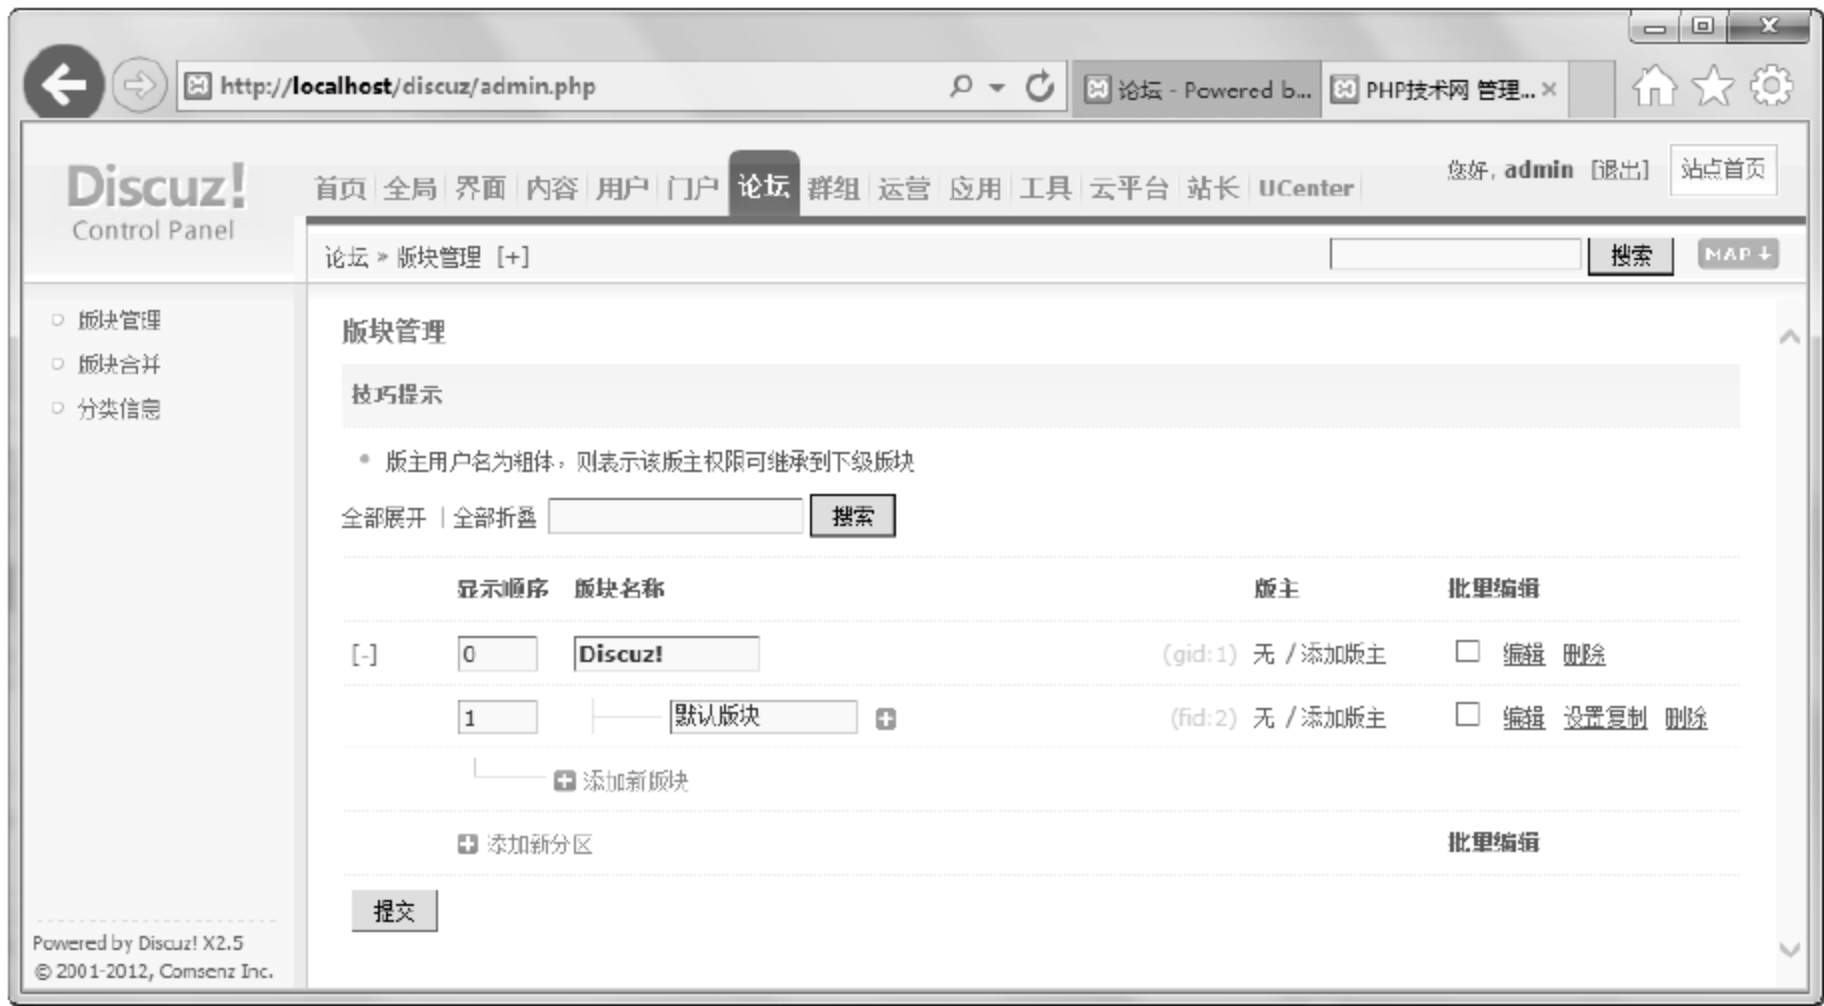 http://localhost/discuz/admin.php
论坛 - Powered b...
PHP技术网 管理...
Discuz!
Control Panel
首页 全局 界面 内容 用户 门户 论坛 群组 运营 应用 工具 云平台 站长 UCenter
您好, admin [退出] 站点首页
论坛 » 版块管理 [+]
搜索 MAP
版块管理
版块合并
分类信息
版块管理
技巧提示
版主用户名为粗体，则表示该版主权限可继承到下级版块
全部展开 | 全部折叠 搜索
显示顺序 版块名称 版主 批量编辑
[-] 0 Discuz! (gid:1) 无 / 添加版主 编辑 删除
1 默认版块 (fid:2) 无 / 添加版主 编辑 设置复制 删除
添加新版块
添加新分区 批量编辑
提交
Powered by Discuz! X2.5
© 2001-2012, Comsenz Inc.